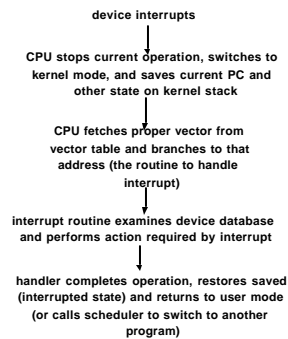 device interrupts
CPU stops current operation, switches to
kernel mode, and saves current PC and
other state on kernel stack
CPU fetches proper vector from
vector table and branches to that
address (the routine to handle
interrupt)
interrupt routine examines device database
and performs action required by interrupt
handler completes operation, restores saved
(interrupted state) and returns to user mode
(or calls scheduler to switch to another
program)